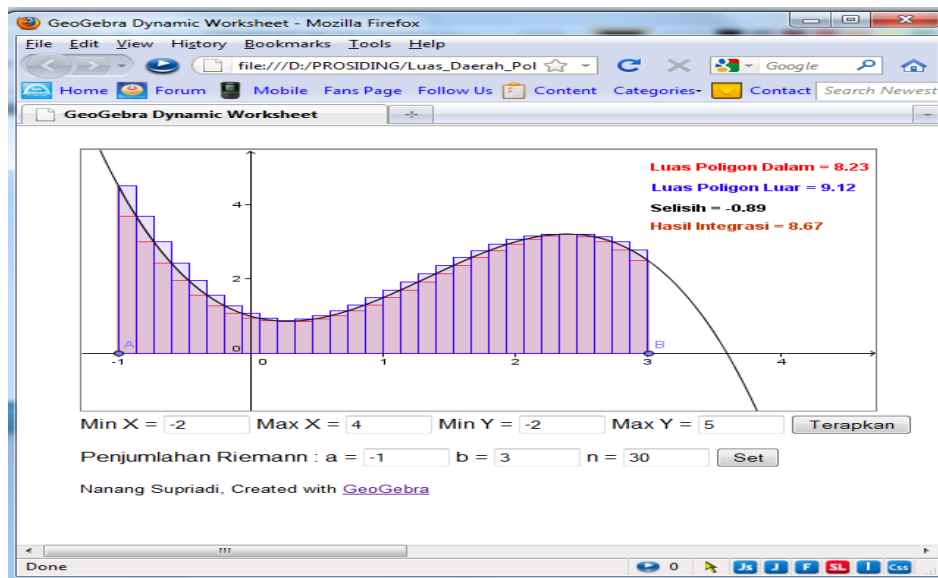 GeoGebra Dynamic Worksheet - Mozilla Firefox
File Edit View History Bookmarks Tools Help
file:///D:/PROSIDING/Luas_Daerah_Pol Google
Home Forum Mobile Fans Page Follow Us Content Categories Contact Search Newest
GeoGebra Dynamic Worksheet
Luas Poligon Dalam = 8.23
Luas Poligon Luar = 9.12
Selisih = -0.89
Hasil Integrasi = 8.67
4
2
0
A B
-1 0 1 2 3 4
Min X = -2 Max X = 4 Min Y = -2 Max Y = 5 Terapkan
Penjumlahan Riemann : a = -1 b = 3 n = 30 Set
Nanang Supriadi, Created with GeoGebra
Done 0 Js J F SL I Css